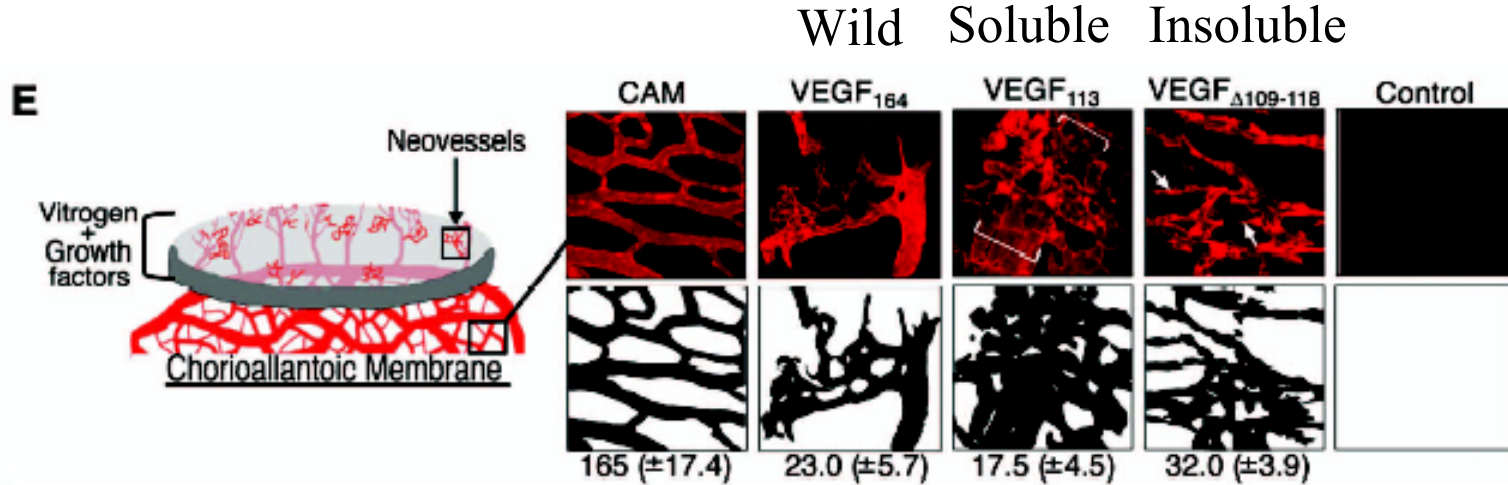 Wild Soluble Insoluble
E
CAM VEGF164 VEGF113 VEGFΔ109-118 Control
Neovessels
Vitrogen
+
Growth
factors
Chorioallantoic Membrane
165 (±17.4) 23.0 (±5.7) 17.5 (±4.5) 32.0 (±3.9)